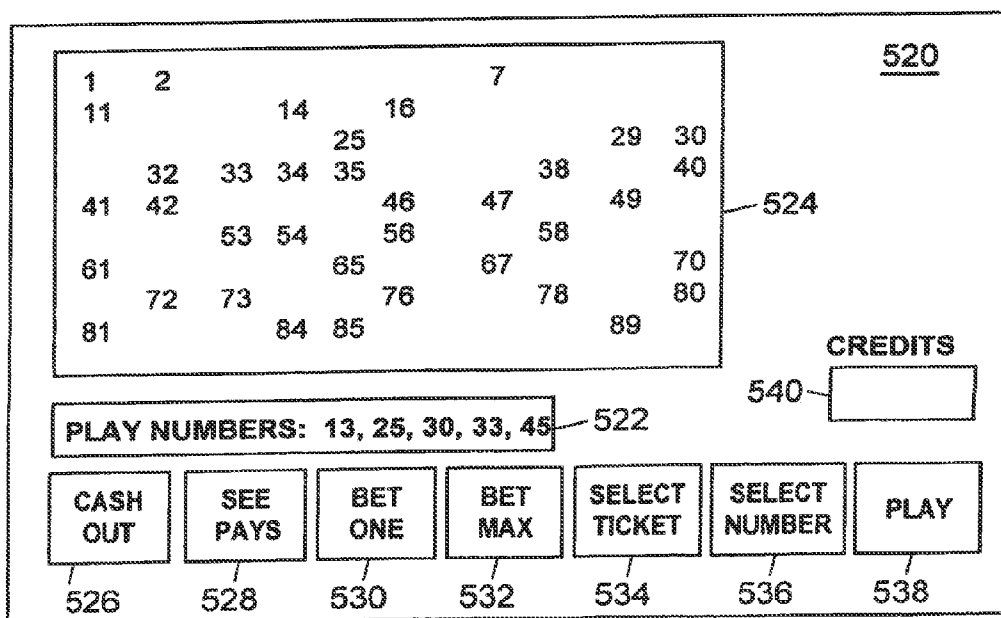 520
1 2 7
11 14 16
25 29 30
32 33 34 35 38 40
41 42 46 47 49
524
53 54 56 58
61 65 67 70
72 73 76 78 80
81 84 85 89
CREDITS
540
PLAY NUMBERS: 13, 25, 30, 33, 45
522
CASH OUT
SEE PAYS
BET ONE
BET MAX
SELECT TICKET
SELECT NUMBER
PLAY
526 528 530 532 534 536 538